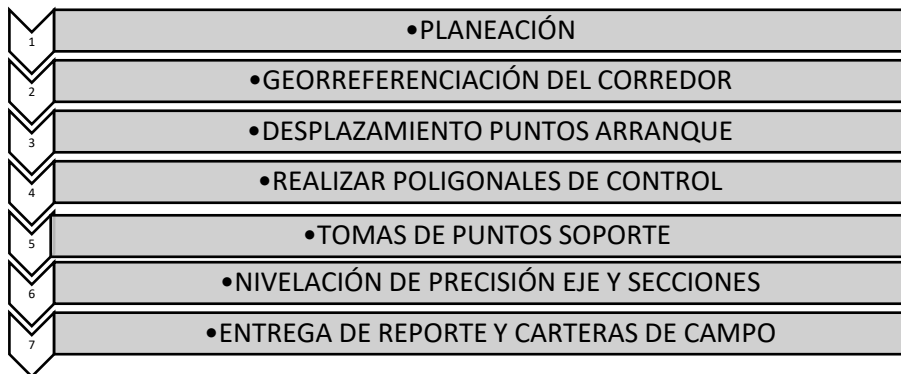 1 •PLANEACIÓN
2 •GEORREFERENCIACIÓN DEL CORREDOR
3 •DESPLAZAMIENTO PUNTOS ARRANQUE
4 •REALIZAR POLIGONALES DE CONTROL
5 •TOMAS DE PUNTOS SOPORTE
6 •NIVELACIÓN DE PRECISIÓN EJE Y SECCIONES
7 •ENTREGA DE REPORTE Y CARTERAS DE CAMPO